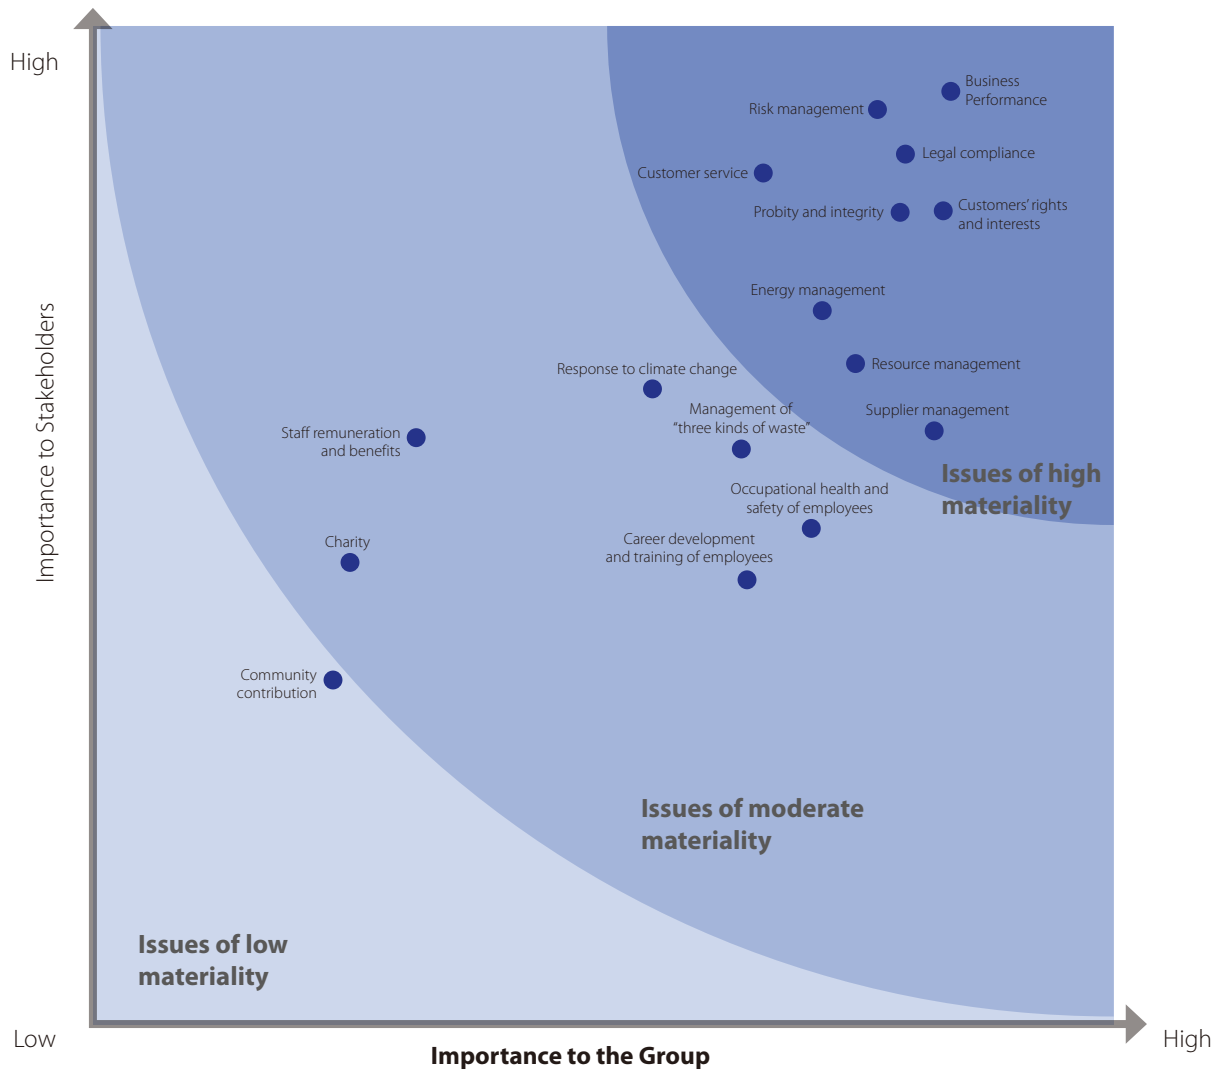 High
Business
Performance
Risk management
Legal compliance
Customer service
Probity and integrity
Customers’ rights
and interests
Energy management
Resource management
Response to climate change
Management of
“three kinds of waste”
Supplier management
Staff remuneration
and benefits
Issues of high
materiality
Occupational health and
safety of employees
Career development
and training of employees
Charity
Community
contribution
Importance to Stakeholders
Issues of moderate
materiality
Issues of low
materiality
Low
Importance to the Group
High